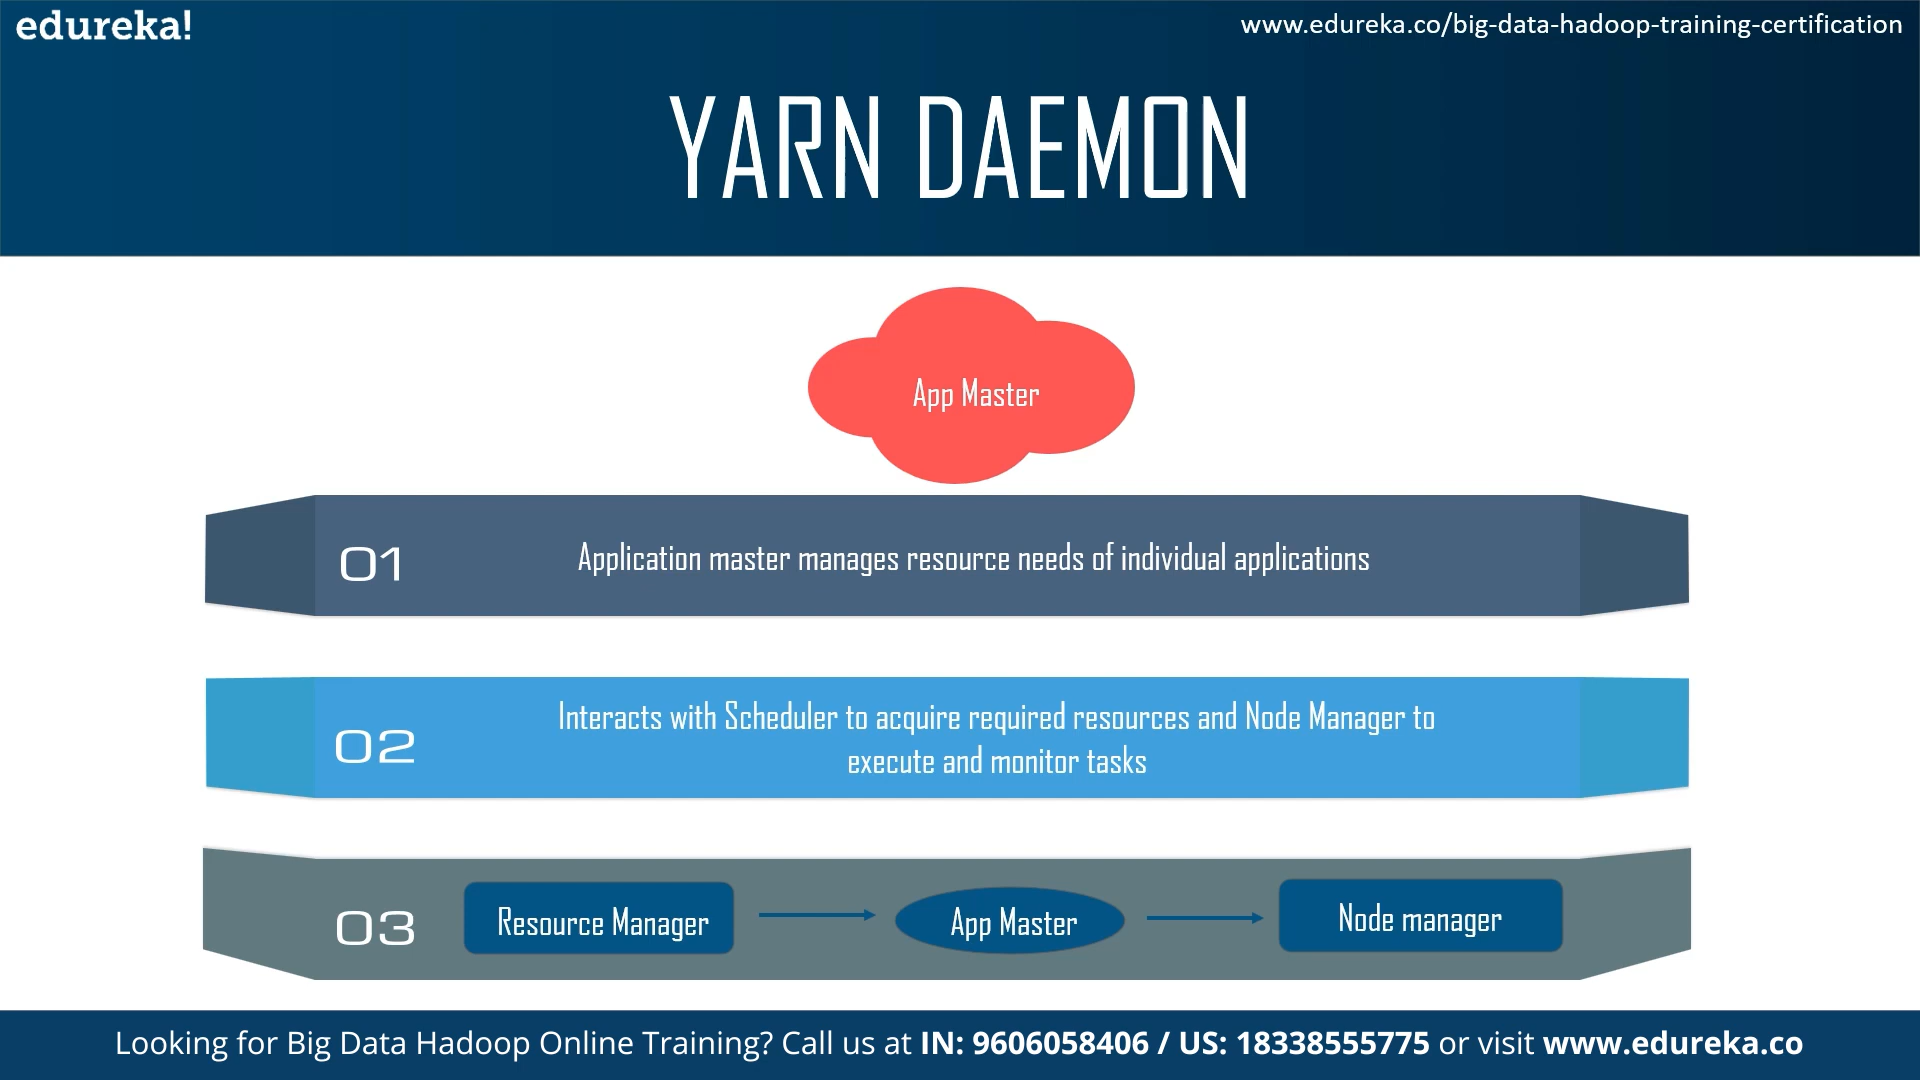 edureka!
www.edureka.co/big-data-hadoop-training-certification
YARN DAEMON
App Master
01
Application master manages resource needs of individual applications
02
Interacts with Scheduler to acquire required resources and Node Manager to
execute and monitor tasks
03
Resource Manager
App Master
Node manager
Looking for Big Data Hadoop Online Training? Call us at IN: 9606058406 / US: 18338555775 or visit www.edureka.co